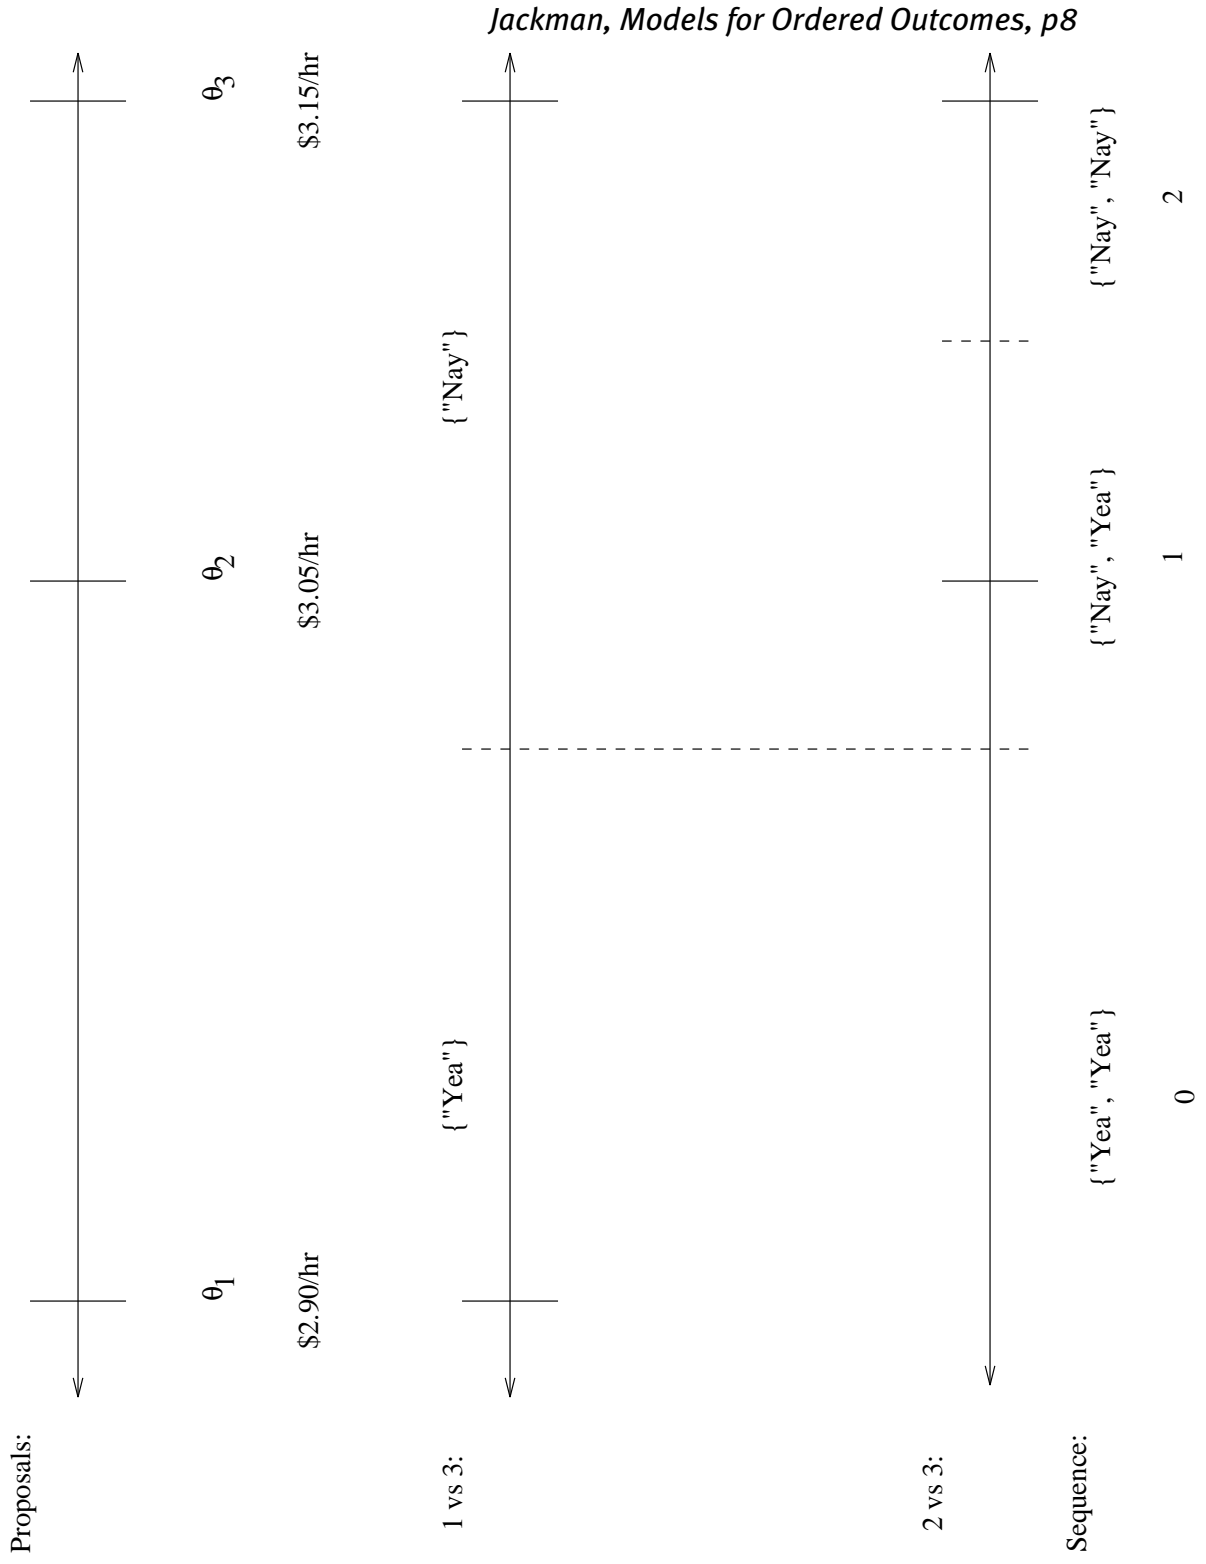 Jackman, Models for Ordered Outcomes, p8
Proposals:
θ1 θ2 θ3
$2.90/hr $3.05/hr $3.15/hr
1 vs 3:
{"Yea"} {"Nay"}
2 vs 3:
Sequence:
{"Yea", "Yea"} {"Nay", "Yea"} {"Nay", "Nay"}
0 1 2